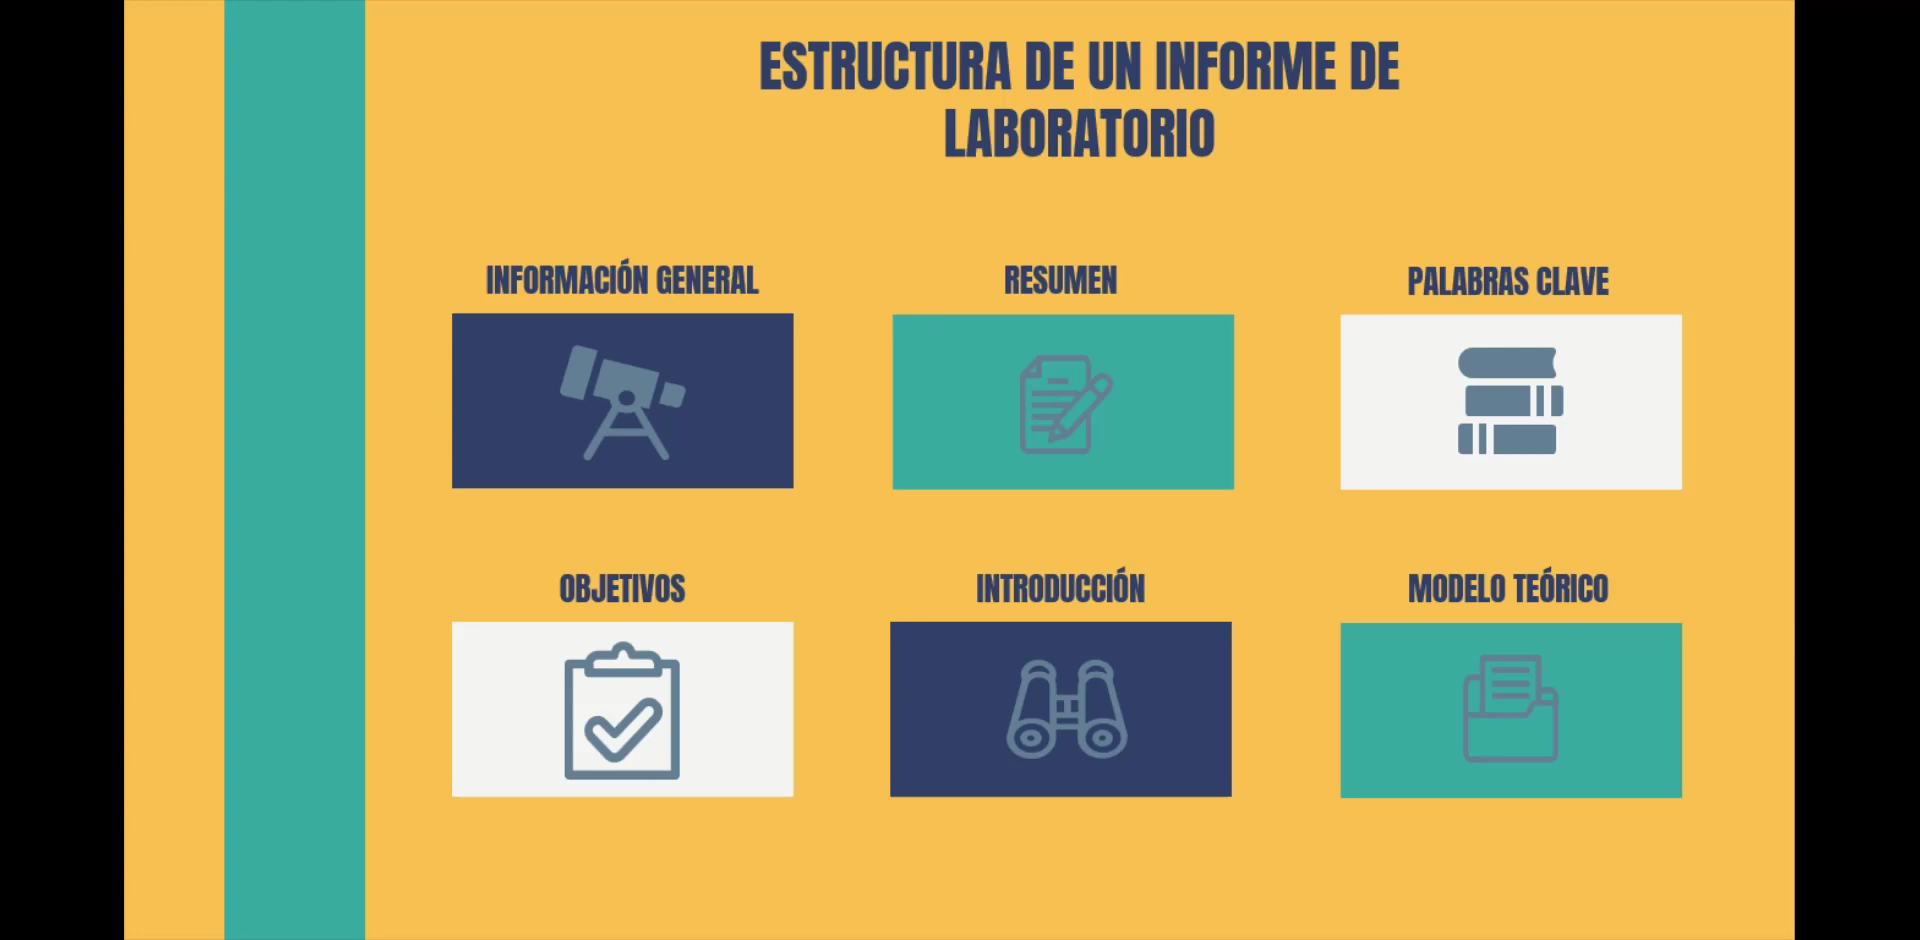 ESTRUCTURA DE UN INFORME DE
LABORATORIO
INFORMACIÓN GENERAL
RESUMEN
PALABRAS CLAVE
OBJETIVOS
INTRODUCCIÓN
MODELO TEÓRICO